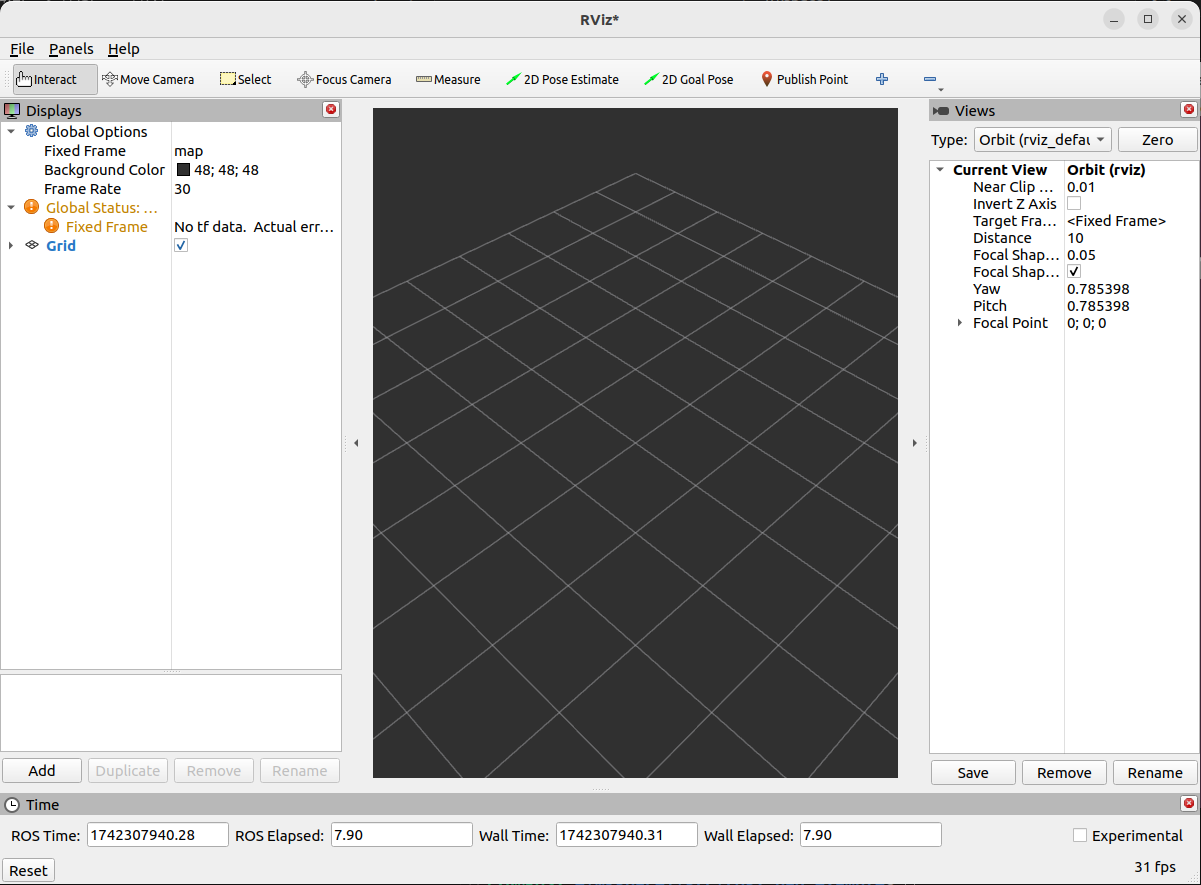 RViz*
File Panels Help
Interact Move Camera Select Focus Camera Measure 2D Pose Estimate 2D Goal Pose Publish Point
Displays
Global Options
Fixed Frame map
Background Color 48; 48; 48
Frame Rate 30
Global Status: ...
Fixed Frame No tf data. Actual err...
Grid
Add Duplicate Remove Rename
Views
Type: Orbit (rviz_defau Zero
Current View Orbit (rviz)
Near Clip ... 0.01
Invert Z Axis
Target Fra... <Fixed Frame>
Distance 10
Focal Shap... 0.05
Focal Shap...
Yaw 0.785398
Pitch 0.785398
Focal Point 0; 0; 0
Save Remove Rename
Time
ROS Time: 1742307940.28 ROS Elapsed: 7.90 Wall Time: 1742307940.31 Wall Elapsed: 7.90 Experimental
Reset 31 fps